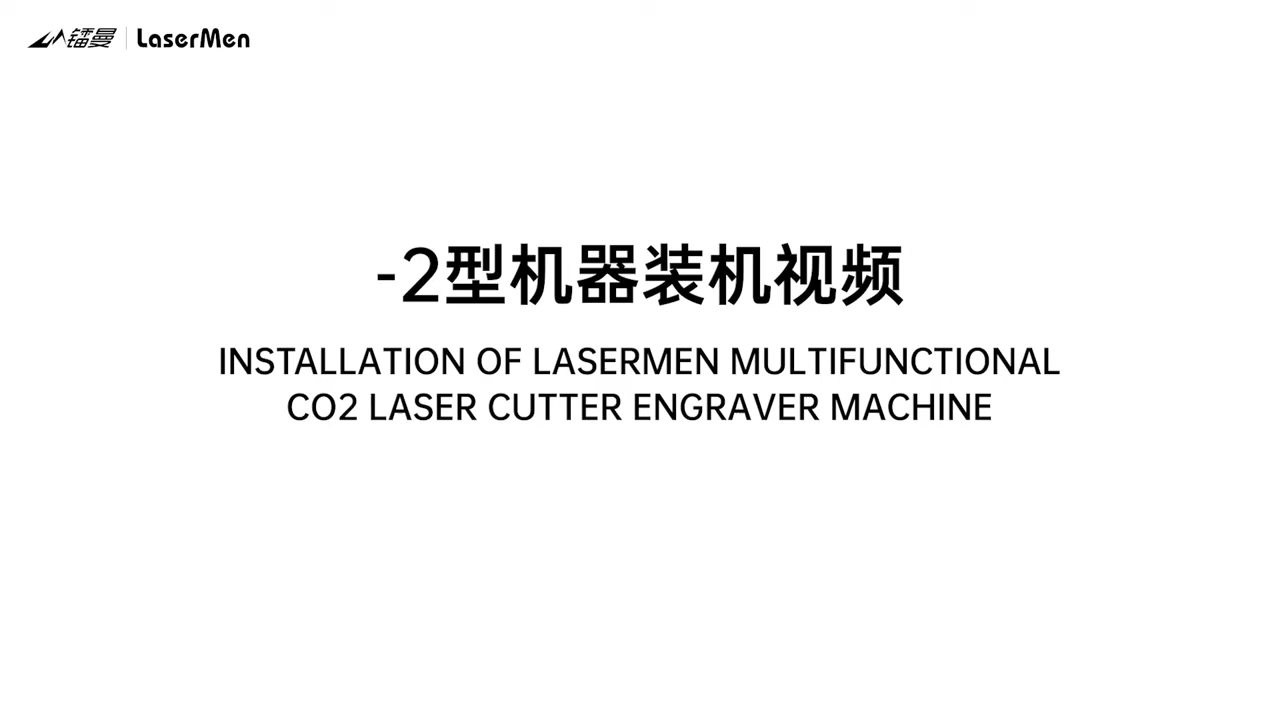 镭曼 LaserMen
-2型机器装机视频
INSTALLATION OF LASERMEN MULTIFUNCTIONAL
CO2 LASER CUTTER ENGRAVER MACHINE